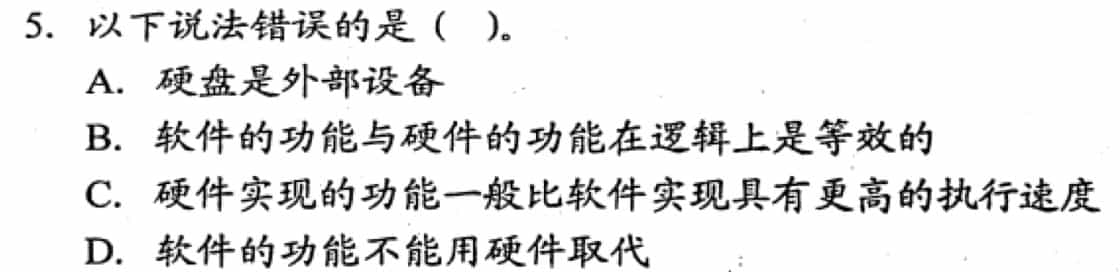 5. 以下说法错误的是（ ）。
A. 硬盘是外部设备
B. 软件的功能与硬件的功能在逻辑上是等效的
C. 硬件实现的功能一般比软件实现具有更高的执行速度
D. 软件的功能不能用硬件取代